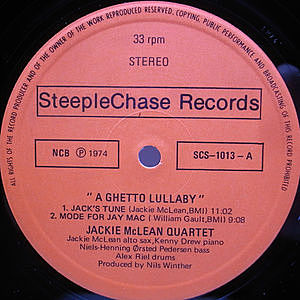 ALL RIGHTS OF THE RECORD PRODUCER AND OF THE OWNER OF THE WORK REPRODUCED RESERVED. COPYING, PUBLIC PERFORMANCE AND BROADCASTING OF THIS RECORD PROHIBITED
33 rpm
STEREO
SteepleChase Records
NCB Ⓟ 1974
SCS-1013-A
"A GHETTO LULLABY"
1. JACK'S TUNE (Jackie McLean,BMI) 11:02
2. MODE FOR JAY MAC (William Gault,BMI) 9:08
JACKIE McLEAN QUARTET
Jackie McLean alto sax, Kenny Drew piano
Niels-Henning Ørsted Pedersen bass
Alex Riel drums
Produced by Nils Winther